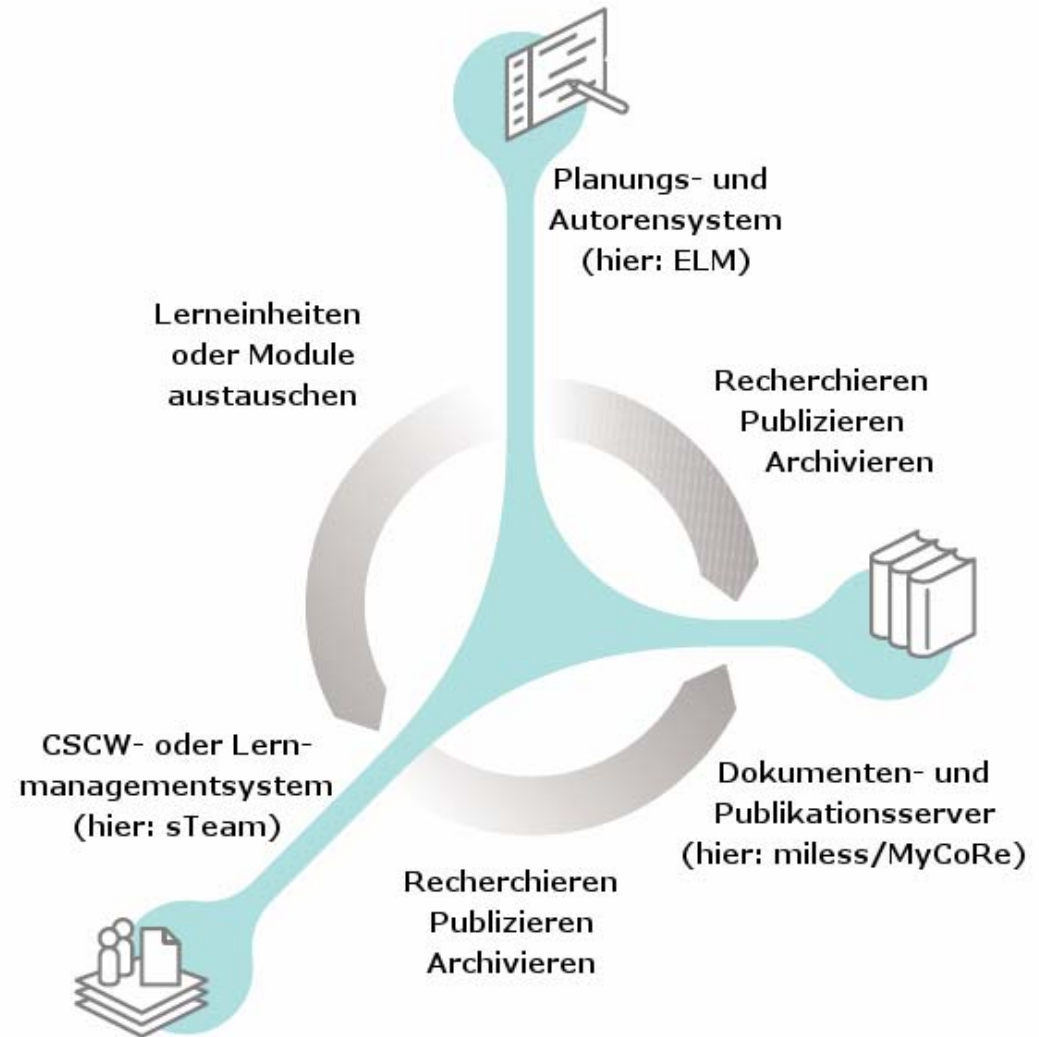 Planungs- und
Autorensystem
(hier: ELM)
Lerneinheiten
oder Module
austauschen
Recherchieren
Publizieren
Archivieren
CSCW- oder Lern-
managementsystem
(hier: sTeam)
Dokumenten- und
Publikationsserver
(hier: miless/MyCoRe)
Recherchieren
Publizieren
Archivieren